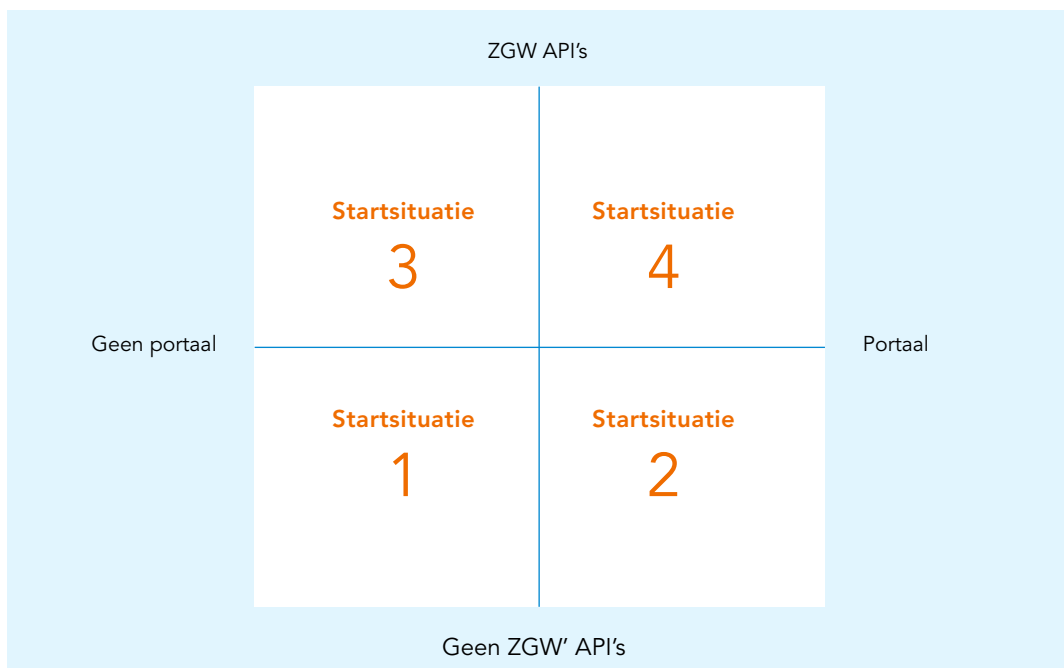 ZGW API's
Startsituatie
3
Startsituatie
4
Geen portaal
Portaal
Startsituatie
1
Startsituatie
2
Geen ZGW’ API’s